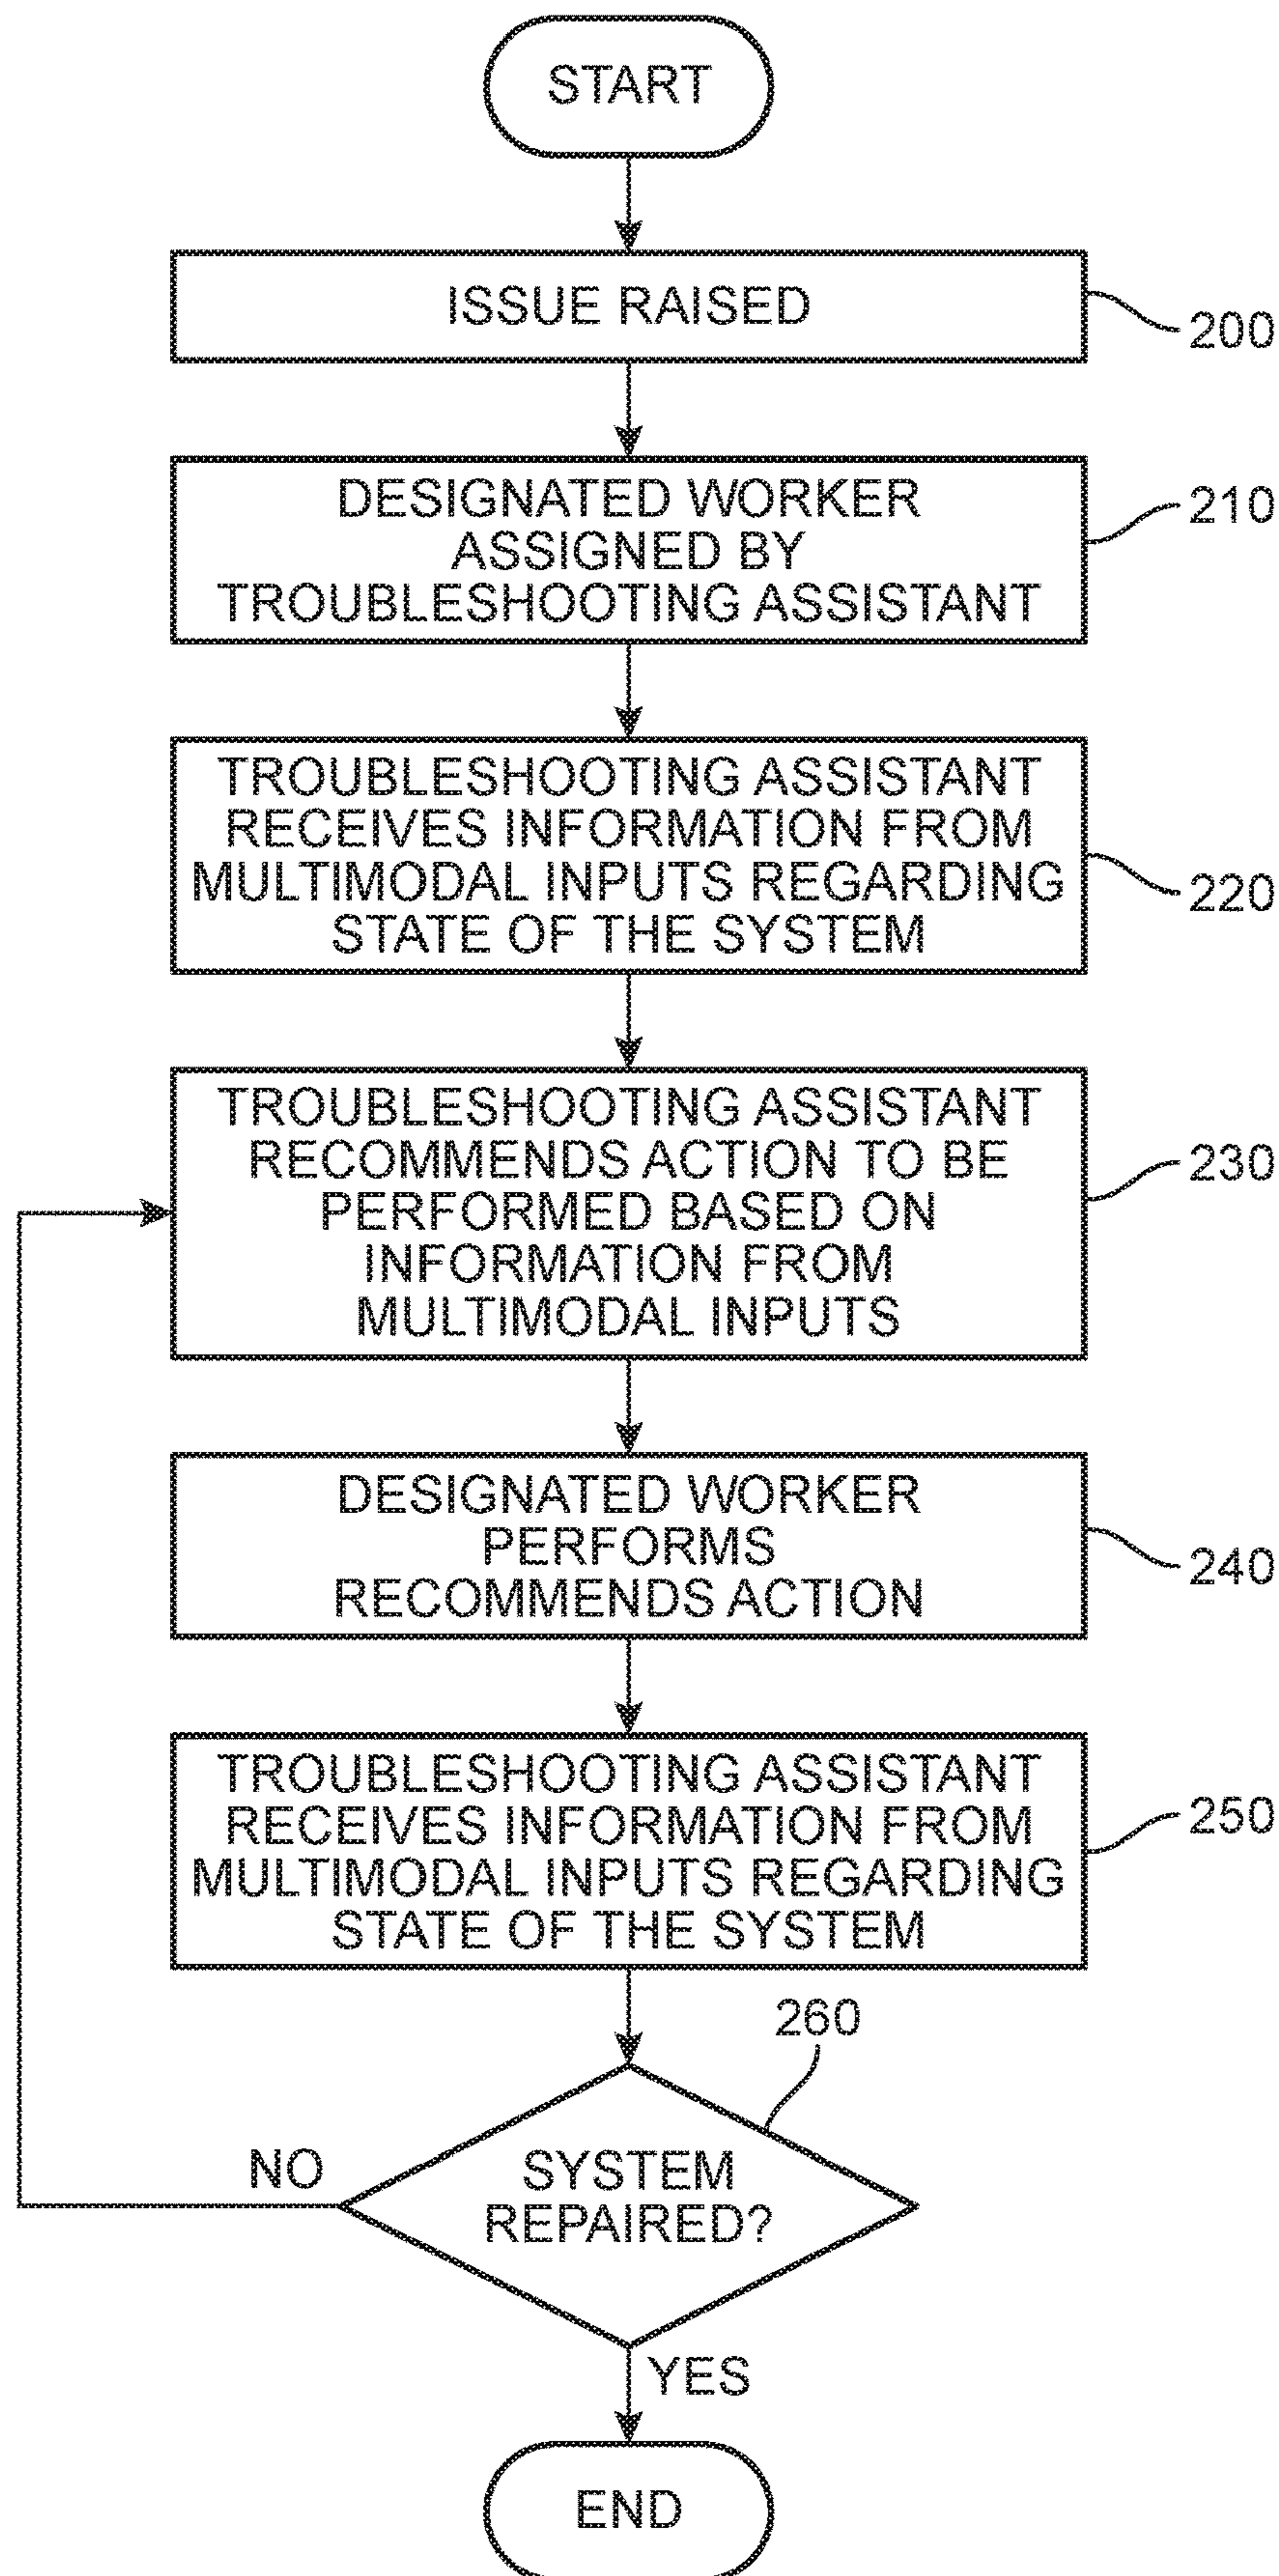 START
ISSUE RAISED
200
DESIGNATED WORKER
ASSIGNED BY
TROUBLESHOOTING ASSISTANT
210
TROUBLESHOOTING ASSISTANT
RECEIVES INFORMATION FROM
MULTIMODAL INPUTS REGARDING
STATE OF THE SYSTEM
220
TROUBLESHOOTING ASSISTANT
RECOMMENDS ACTION TO BE
PERFORMED BASED ON
INFORMATION FROM
MULTIMODAL INPUTS
230
DESIGNATED WORKER
PERFORMS
RECOMMENDS ACTION
240
TROUBLESHOOTING ASSISTANT
RECEIVES INFORMATION FROM
MULTIMODAL INPUTS REGARDING
STATE OF THE SYSTEM
250
260
SYSTEM
REPAIRED?
NO
YES
END